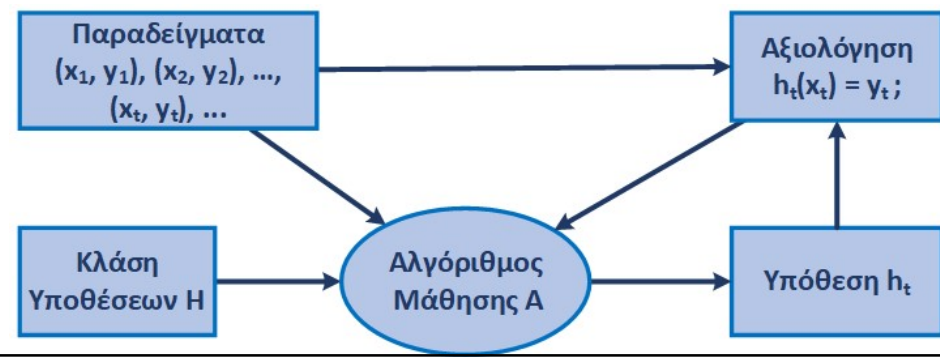 Παραδείγματα
(x₁, y₁), (x₂, y₂), ...,
(xₜ, yₜ), ...
Αξιολόγηση
hₜ(xₜ) = yₜ ;
Κλάση
Υποθέσεων H
Αλγόριθμος
Μάθησης A
Υπόθεση hₜ